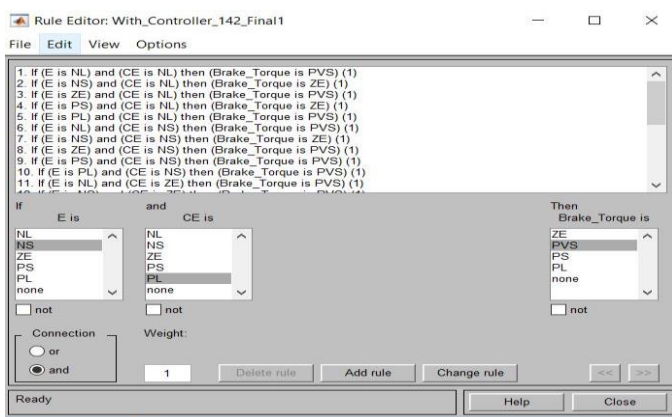 Rule Editor: With_Controller_142_Final1
File Edit View Options
1. If (E is NL) and (CE is NL) then (Brake_Torque is PVS) (1)
2. If (E is NS) and (CE is NL) then (Brake_Torque is ZE) (1)
3. If (E is ZE) and (CE is NL) then (Brake_Torque is PVS) (1)
4. If (E is PS) and (CE is NL) then (Brake_Torque is ZE) (1)
5. If (E is PL) and (CE is NL) then (Brake_Torque is PVS) (1)
6. If (E is NL) and (CE is NS) then (Brake_Torque is PVS) (1)
7. If (E is NS) and (CE is NS) then (Brake_Torque is ZE) (1)
8. If (E is ZE) and (CE is NS) then (Brake_Torque is PVS) (1)
9. If (E is PS) and (CE is NS) then (Brake_Torque is PVS) (1)
10. If (E is PL) and (CE is NS) then (Brake_Torque is PVS) (1)
11. If (E is NL) and (CE is ZE) then (Brake_Torque is PVS) (1)
If and Then
E is CE is Brake_Torque is
NL NL ZE
NS NS PVS
ZE ZE PS
PS PS PL
PL PL none
none none
not not not
Connection Weight:
or
and 1 Delete rule Add rule Change rule << >>
Ready Help Close